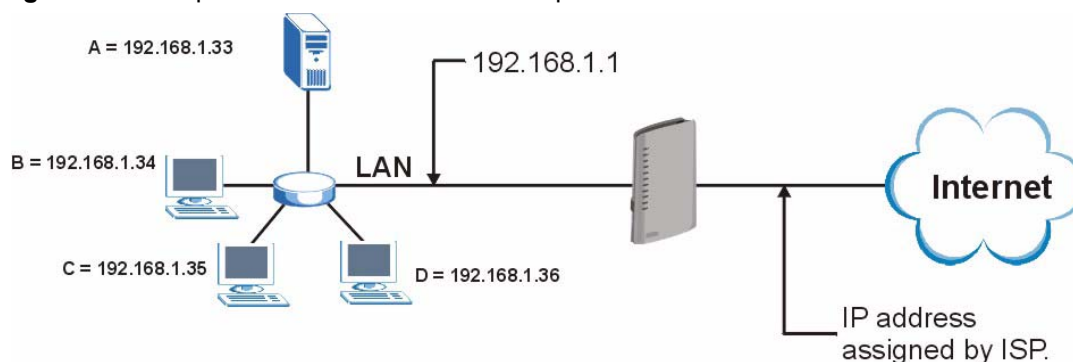 A = 192.168.1.33
192.168.1.1
B = 192.168.1.34
LAN
Internet
C = 192.168.1.35
D = 192.168.1.36
IP address
assigned by ISP.